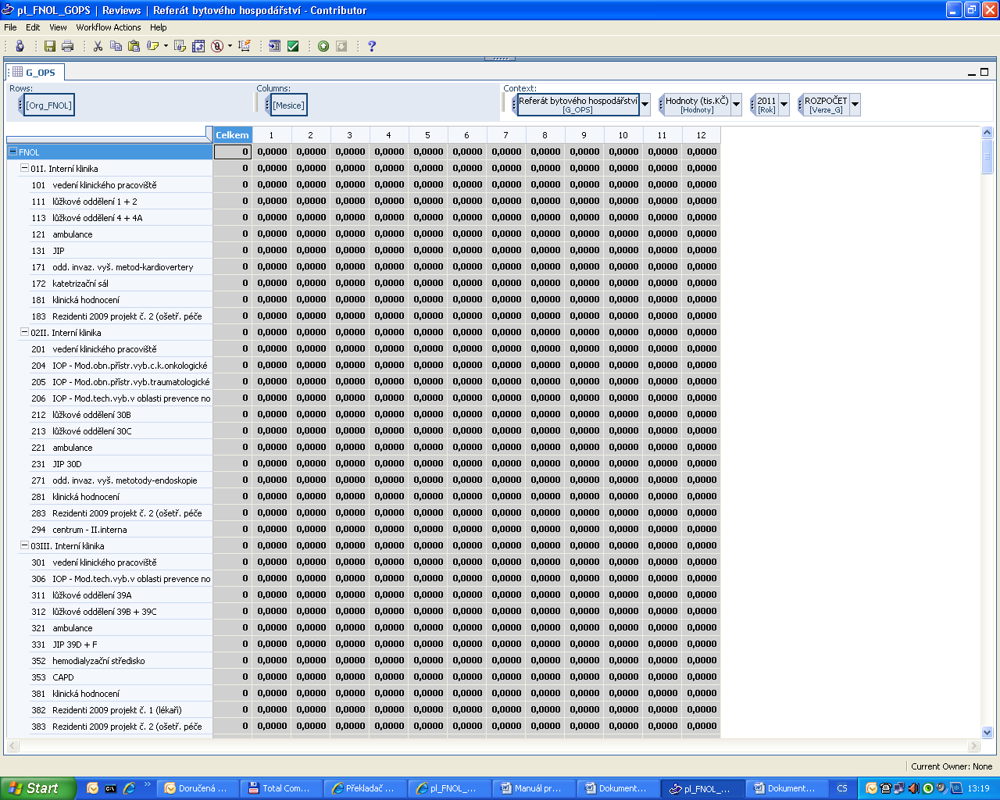 pl_FNOL_GOPS | Reviews | Referát bytového hospodářství - Contributor
File Edit View Workflow Actions Help
G_OPS
Rows: Columns: Context:
[Org_FNOL] [Mesice] Referát bytového hospodářství [G_OPS] Hodnoty (tis.KČ) [Hodnoty] 2011 [Rok] ROZPOČET [Verze_G]
Celkem 1 2 3 4 5 6 7 8 9 10 11 12
FNOL 0 0,0000 0,0000 0,0000 0,0000 0,0000 0,0000 0,0000 0,0000 0,0000 0,0000 0,0000 0,0000
01I. Interní klinika 0 0,0000 0,0000 0,0000 0,0000 0,0000 0,0000 0,0000 0,0000 0,0000 0,0000 0,0000 0,0000
101 vedení klinického pracoviště 0 0,0000 0,0000 0,0000 0,0000 0,0000 0,0000 0,0000 0,0000 0,0000 0,0000 0,0000 0,0000
111 lůžkové oddělení 1 + 2 0 0,0000 0,0000 0,0000 0,0000 0,0000 0,0000 0,0000 0,0000 0,0000 0,0000 0,0000 0,0000
113 lůžkové oddělení 4 + 4A 0 0,0000 0,0000 0,0000 0,0000 0,0000 0,0000 0,0000 0,0000 0,0000 0,0000 0,0000 0,0000
121 ambulance 0 0,0000 0,0000 0,0000 0,0000 0,0000 0,0000 0,0000 0,0000 0,0000 0,0000 0,0000 0,0000
131 JIP 0 0,0000 0,0000 0,0000 0,0000 0,0000 0,0000 0,0000 0,0000 0,0000 0,0000 0,0000 0,0000
171 odd. invaz. vyš. metod-kardiovertery 0 0,0000 0,0000 0,0000 0,0000 0,0000 0,0000 0,0000 0,0000 0,0000 0,0000 0,0000 0,0000
172 katetrizační sál 0 0,0000 0,0000 0,0000 0,0000 0,0000 0,0000 0,0000 0,0000 0,0000 0,0000 0,0000 0,0000
181 klinická hodnocení 0 0,0000 0,0000 0,0000 0,0000 0,0000 0,0000 0,0000 0,0000 0,0000 0,0000 0,0000 0,0000
183 Rezidenti 2009 projekt č. 2 (ošetř. péče 0 0,0000 0,0000 0,0000 0,0000 0,0000 0,0000 0,0000 0,0000 0,0000 0,0000 0,0000 0,0000
02II. Interní klinika 0 0,0000 0,0000 0,0000 0,0000 0,0000 0,0000 0,0000 0,0000 0,0000 0,0000 0,0000 0,0000
201 vedení klinického pracoviště 0 0,0000 0,0000 0,0000 0,0000 0,0000 0,0000 0,0000 0,0000 0,0000 0,0000 0,0000 0,0000
204 IOP - Mod.obn.přístr.vyb.c.k.onkologické 0 0,0000 0,0000 0,0000 0,0000 0,0000 0,0000 0,0000 0,0000 0,0000 0,0000 0,0000 0,0000
205 IOP - Mod.obn.přístr.vyb.traumatologické 0 0,0000 0,0000 0,0000 0,0000 0,0000 0,0000 0,0000 0,0000 0,0000 0,0000 0,0000 0,0000
206 IOP - Mod.tech.vyb.v oblasti prevence no 0 0,0000 0,0000 0,0000 0,0000 0,0000 0,0000 0,0000 0,0000 0,0000 0,0000 0,0000 0,0000
212 lůžkové oddělení 30B 0 0,0000 0,0000 0,0000 0,0000 0,0000 0,0000 0,0000 0,0000 0,0000 0,0000 0,0000 0,0000
213 lůžkové oddělení 30C 0 0,0000 0,0000 0,0000 0,0000 0,0000 0,0000 0,0000 0,0000 0,0000 0,0000 0,0000 0,0000
221 ambulance 0 0,0000 0,0000 0,0000 0,0000 0,0000 0,0000 0,0000 0,0000 0,0000 0,0000 0,0000 0,0000
231 JIP 30D 0 0,0000 0,0000 0,0000 0,0000 0,0000 0,0000 0,0000 0,0000 0,0000 0,0000 0,0000 0,0000
271 odd. invaz. vyš. metotody-endoskopie 0 0,0000 0,0000 0,0000 0,0000 0,0000 0,0000 0,0000 0,0000 0,0000 0,0000 0,0000 0,0000
281 klinická hodnocení 0 0,0000 0,0000 0,0000 0,0000 0,0000 0,0000 0,0000 0,0000 0,0000 0,0000 0,0000 0,0000
283 Rezidenti 2009 projekt č. 2 (ošetř. péče 0 0,0000 0,0000 0,0000 0,0000 0,0000 0,0000 0,0000 0,0000 0,0000 0,0000 0,0000 0,0000
294 centrum - II.interna 0 0,0000 0,0000 0,0000 0,0000 0,0000 0,0000 0,0000 0,0000 0,0000 0,0000 0,0000 0,0000
03III. Interní klinika 0 0,0000 0,0000 0,0000 0,0000 0,0000 0,0000 0,0000 0,0000 0,0000 0,0000 0,0000 0,0000
301 vedení klinického pracoviště 0 0,0000 0,0000 0,0000 0,0000 0,0000 0,0000 0,0000 0,0000 0,0000 0,0000 0,0000 0,0000
306 IOP - Mod.tech.vyb.v oblasti prevence no 0 0,0000 0,0000 0,0000 0,0000 0,0000 0,0000 0,0000 0,0000 0,0000 0,0000 0,0000 0,0000
311 lůžkové oddělení 39A 0 0,0000 0,0000 0,0000 0,0000 0,0000 0,0000 0,0000 0,0000 0,0000 0,0000 0,0000 0,0000
312 lůžkové oddělení 39B + 39C 0 0,0000 0,0000 0,0000 0,0000 0,0000 0,0000 0,0000 0,0000 0,0000 0,0000 0,0000 0,0000
321 ambulance 0 0,0000 0,0000 0,0000 0,0000 0,0000 0,0000 0,0000 0,0000 0,0000 0,0000 0,0000 0,0000
331 JIP 39D + F 0 0,0000 0,0000 0,0000 0,0000 0,0000 0,0000 0,0000 0,0000 0,0000 0,0000 0,0000 0,0000
352 hemodialyzační středisko 0 0,0000 0,0000 0,0000 0,0000 0,0000 0,0000 0,0000 0,0000 0,0000 0,0000 0,0000 0,0000
353 CAPD 0 0,0000 0,0000 0,0000 0,0000 0,0000 0,0000 0,0000 0,0000 0,0000 0,0000 0,0000 0,0000
381 klinická hodnocení 0 0,0000 0,0000 0,0000 0,0000 0,0000 0,0000 0,0000 0,0000 0,0000 0,0000 0,0000 0,0000
382 Rezidenti 2009 projekt č. 1 (lékaři) 0 0,0000 0,0000 0,0000 0,0000 0,0000 0,0000 0,0000 0,0000 0,0000 0,0000 0,0000 0,0000
383 Rezidenti 2009 projekt č. 2 (ošetř. péče 0 0,0000 0,0000 0,0000 0,0000 0,0000 0,0000 0,0000 0,0000 0,0000 0,0000 0,0000 0,0000
Current Owner: None
Start Doručená ... Total Com... Překladač ... pl_FNOL_... Manuál pr... Dokument... pl_FNOL_... Dokument... CS 13:19